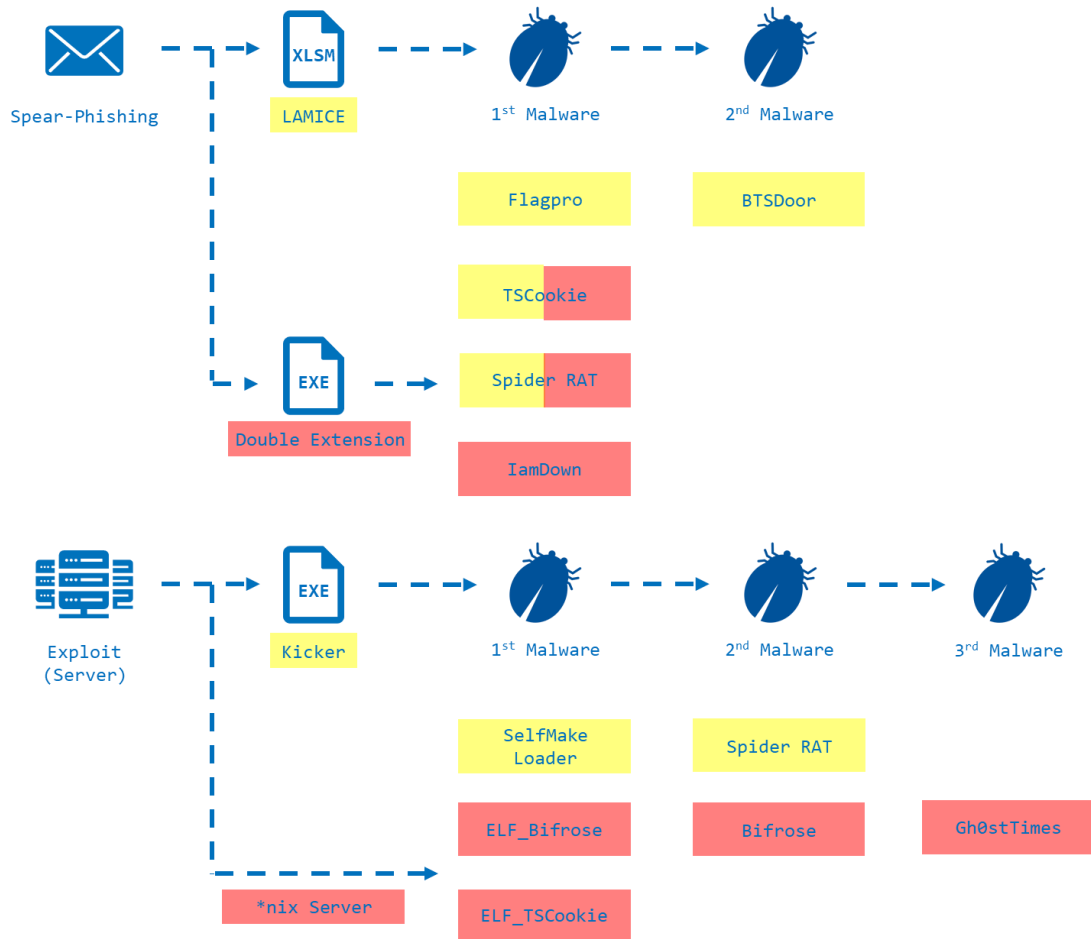 XLSM
Spear-Phishing
LAMICE
1st Malware
2nd Malware
Flagpro
BTSDoor
TSCookie
EXE
Spider RAT
Double Extension
IamDown
EXE
Exploit
(Server)
Kicker
1st Malware
2nd Malware
3rd Malware
SelfMake
Loader
Spider RAT
ELF_Bifrose
Bifrose
Gh0stTimes
*nix Server
ELF_TSCookie